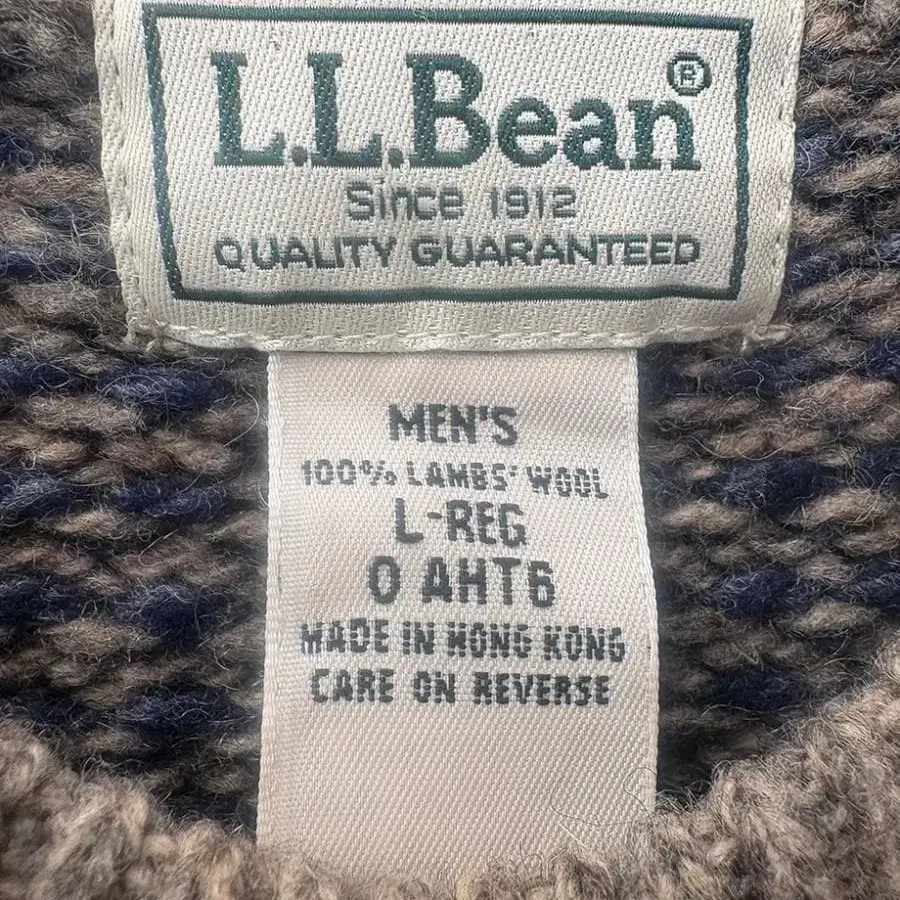 L.L.Bean®
Since 1912
QUALITY GUARANTEED
MEN'S
100% LAMBS' WOOL
L-REG
0 AHT6
MADE IN HONG KONG
CARE ON REVERSE